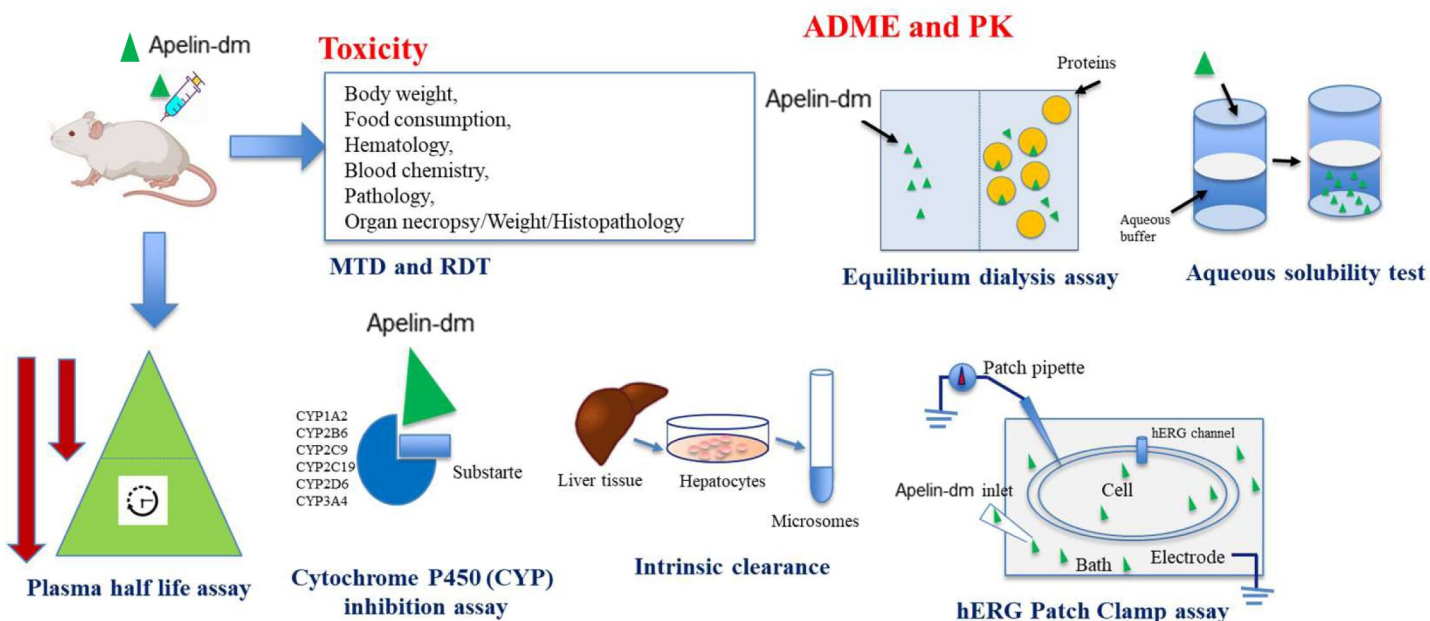 Apelin-dm
Toxicity
Body weight,
Food consumption,
Hematology,
Blood chemistry,
Pathology,
Organ necropsy/Weight/Histopathology
MTD and RDT
ADME and PK
Apelin-dm
Proteins
Equilibrium dialysis assay
Aqueous
buffer
Aqueous solubility test
Plasma half life assay
Apelin-dm
CYP1A2
CYP2B6
CYP2C9
CYP2C19
CYP2D6
CYP3A4
Substarte
Cytochrome P450 (CYP)
inhibition assay
Liver tissue
Hepatocytes
Microsomes
Intrinsic clearance
Patch pipette
hERG channel
Cell
Apelin-dm inlet
Bath
Electrode
hERG Patch Clamp assay